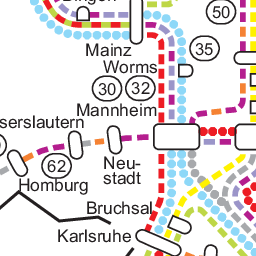 50
Mainz
35
Worms
30
32
Mannheim
serslautern
62
Neu-
stadt
Homburg
Bruchsal
Karlsruhe